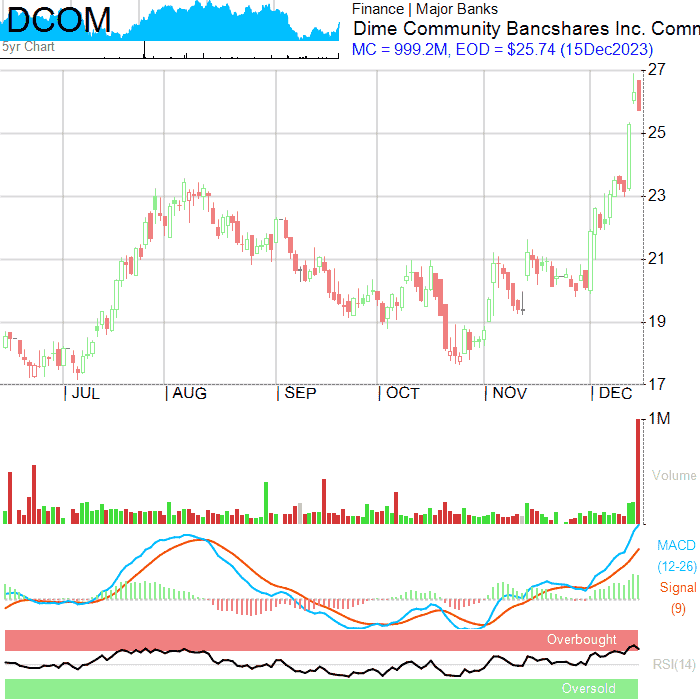 DCOM
5yr Chart
Finance | Major Banks
Dime Community Bancshares Inc. Comm
MC = 999.2M, EOD = $25.74 (15Dec2023)
27
25
23
21
19
17
| JUL | AUG | SEP | OCT | NOV | DEC
1M
Volume
MACD
(12-26)
Signal
(9)
Overbought
RSI(14)
Oversold